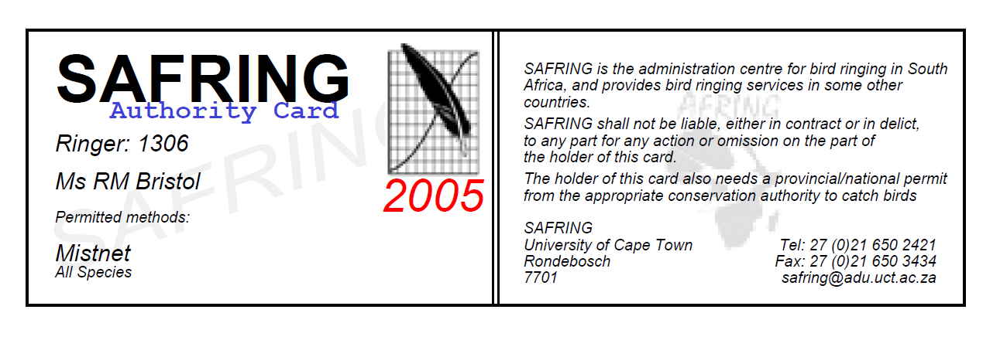 SAFRING
Authority Card
Ringer: 1306
Ms RM Bristol
Permitted methods:
Mistnet
All Species
2005
SAFRING
SAFRING is the administration centre for bird ringing in South
Africa, and provides bird ringing services in some other
countries.
SAFRING shall not be liable, either in contract or in delict,
to any part for any action or omission on the part of
the holder of this card.
The holder of this card also needs a provincial/national permit
from the appropriate conservation authority to catch birds
SAFRING
University of Cape Town
Rondebosch
7701
Tel: 27 (0)21 650 2421
Fax: 27 (0)21 650 3434
safring@adu.uct.ac.za
AFRING